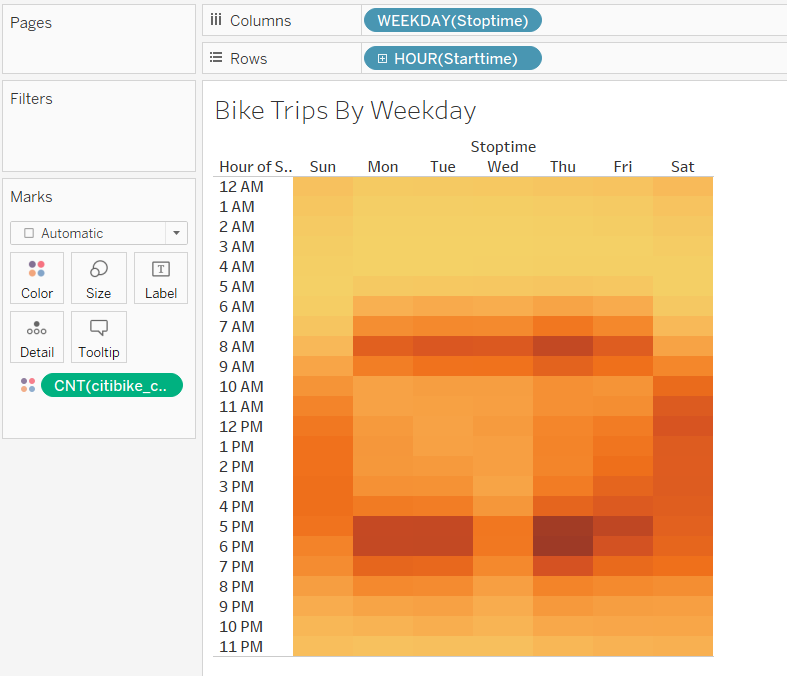 Pages
Columns
WEEKDAY(Stoptime)
Rows
HOUR(Starttime)
Filters
Marks
Automatic
Color
Size
Label
Detail
Tooltip
CNT(citibike_c..
Bike Trips By Weekday
Stoptime
Hour of S.. Sun Mon Tue Wed Thu Fri Sat
12 AM
1 AM
2 AM
3 AM
4 AM
5 AM
6 AM
7 AM
8 AM
9 AM
10 AM
11 AM
12 PM
1 PM
2 PM
3 PM
4 PM
5 PM
6 PM
7 PM
8 PM
9 PM
10 PM
11 PM